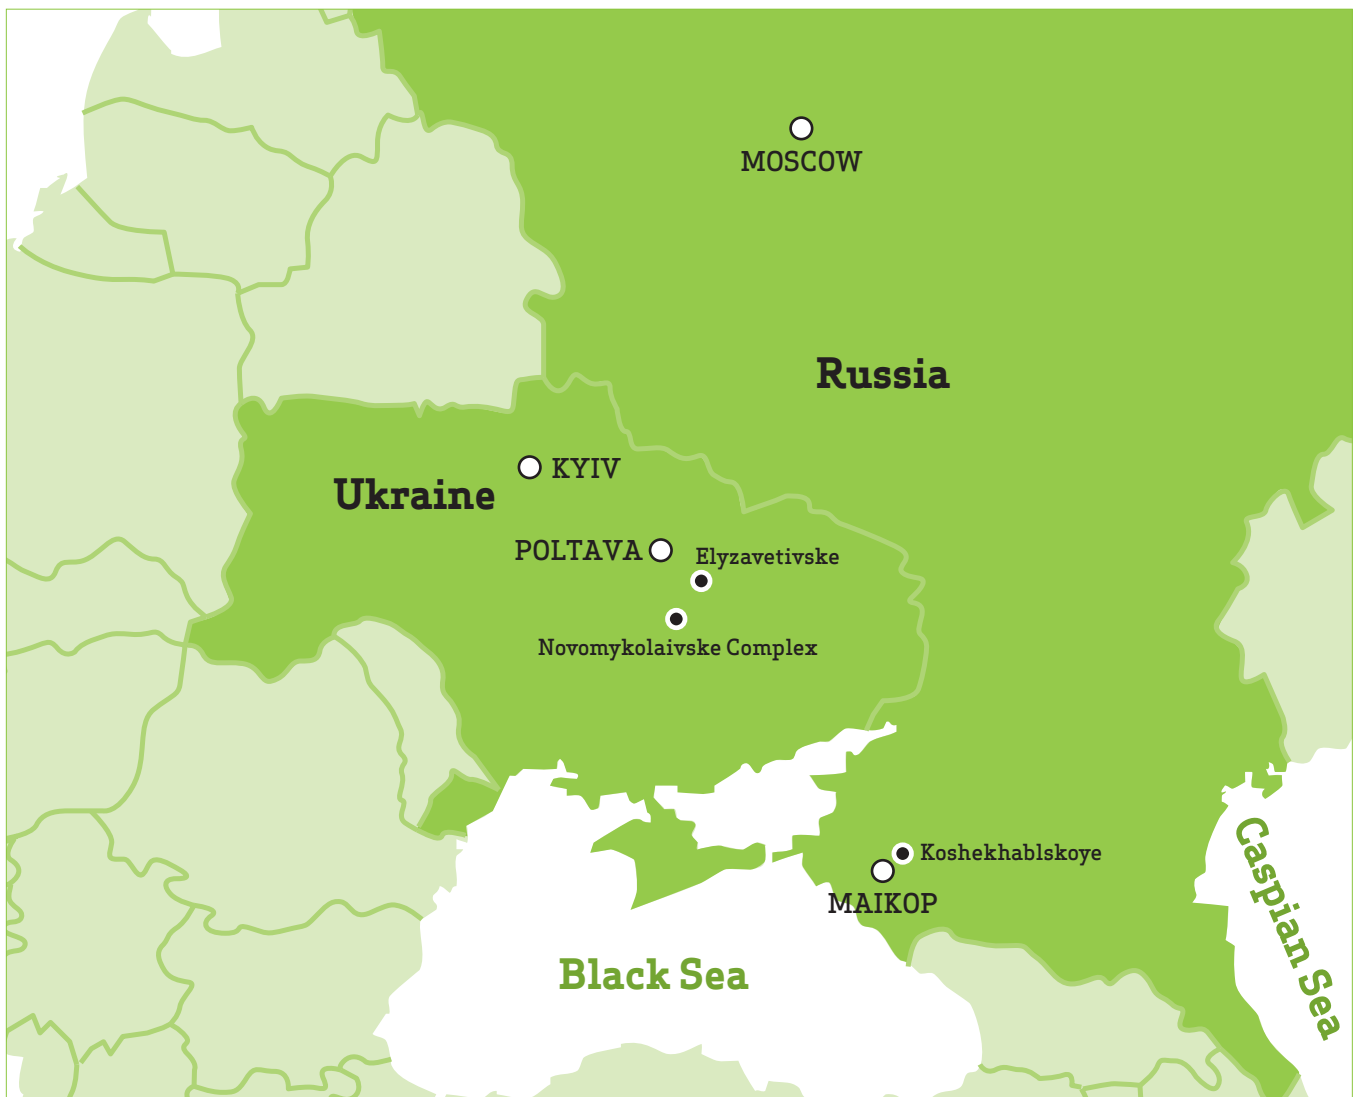 MOSCOW
Russia
KYIV
Ukraine
POLTAVA
Elyzavetivske
Novomykolaivske Complex
Koshekhablskoye
MAIKOP
Black Sea
Caspian Sea